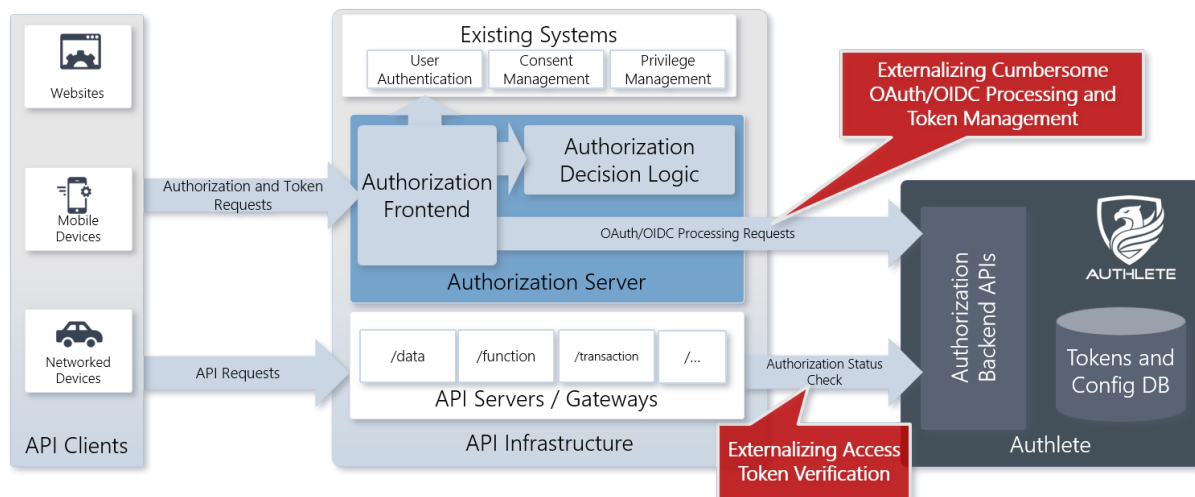 Websites
Mobile
Devices
Networked
Devices
API Clients
Authorization and Token
Requests
API Requests
Existing Systems
User
Authentication
Consent
Management
Privilege
Management
Authorization
Frontend
Authorization
Decision Logic
OAuth/OIDC Processing Requests
Authorization Server
/data
/function
/transaction
/...
API Servers / Gateways
API Infrastructure
Authorization Status
Check
Externalizing Cumbersome
OAuth/OIDC Processing and
Token Management
Externalizing Access
Token Verification
Authorization
Backend APIs
AUTHLETE
Tokens and
Config DB
Authlete